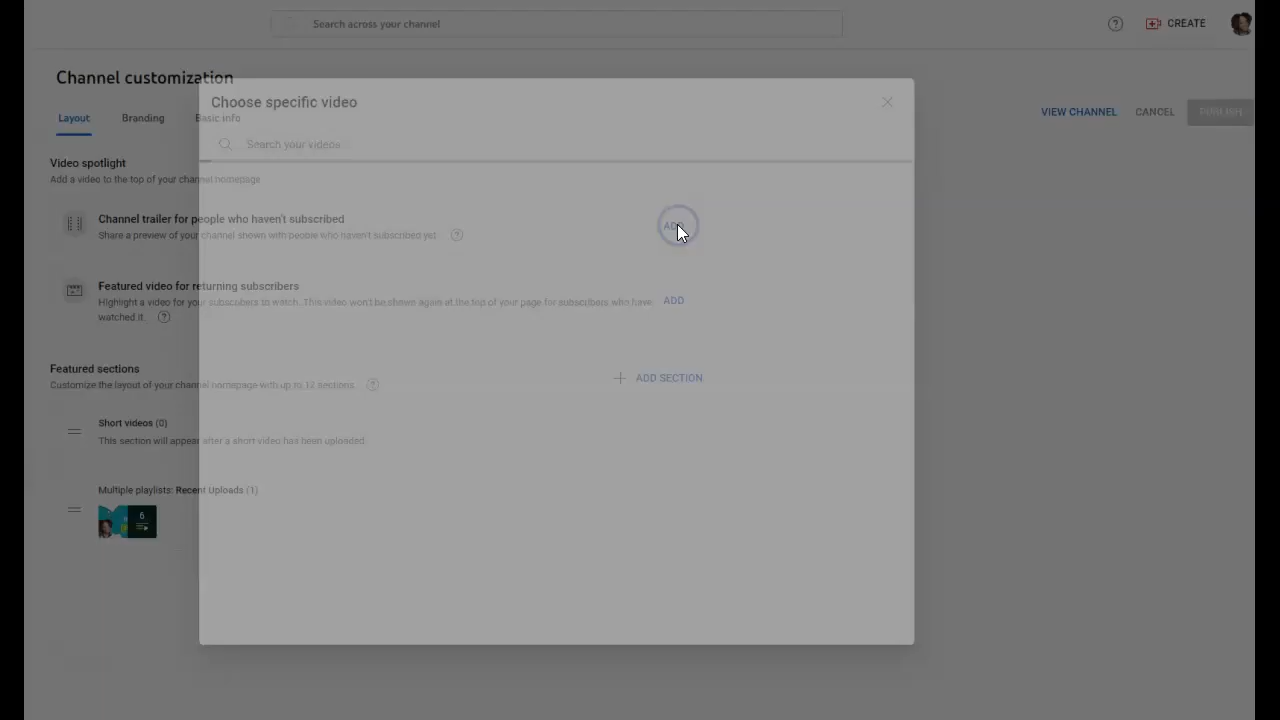 Search across your channel
CREATE
Channel customization
Choose specific video
Layout
Branding
Basic info
VIEW CHANNEL
CANCEL
PUBLISH
Search your videos
Video spotlight
Add a video to the top of your channel homepage
Channel trailer for people who haven't subscribed
Share a preview of your channel shown with people who haven't subscribed yet
ADD
Featured video for returning subscribers
Highlight a video for your subscribers to watch. This video won't be shown again at the top of your page for subscribers who have
watched it.
ADD
Featured sections
Customize the layout of your channel homepage with up to 12 sections.
ADD SECTION
Short videos (0)
This section will appear after a short video has been uploaded.
Multiple playlists: Recent Uploads (1)
6